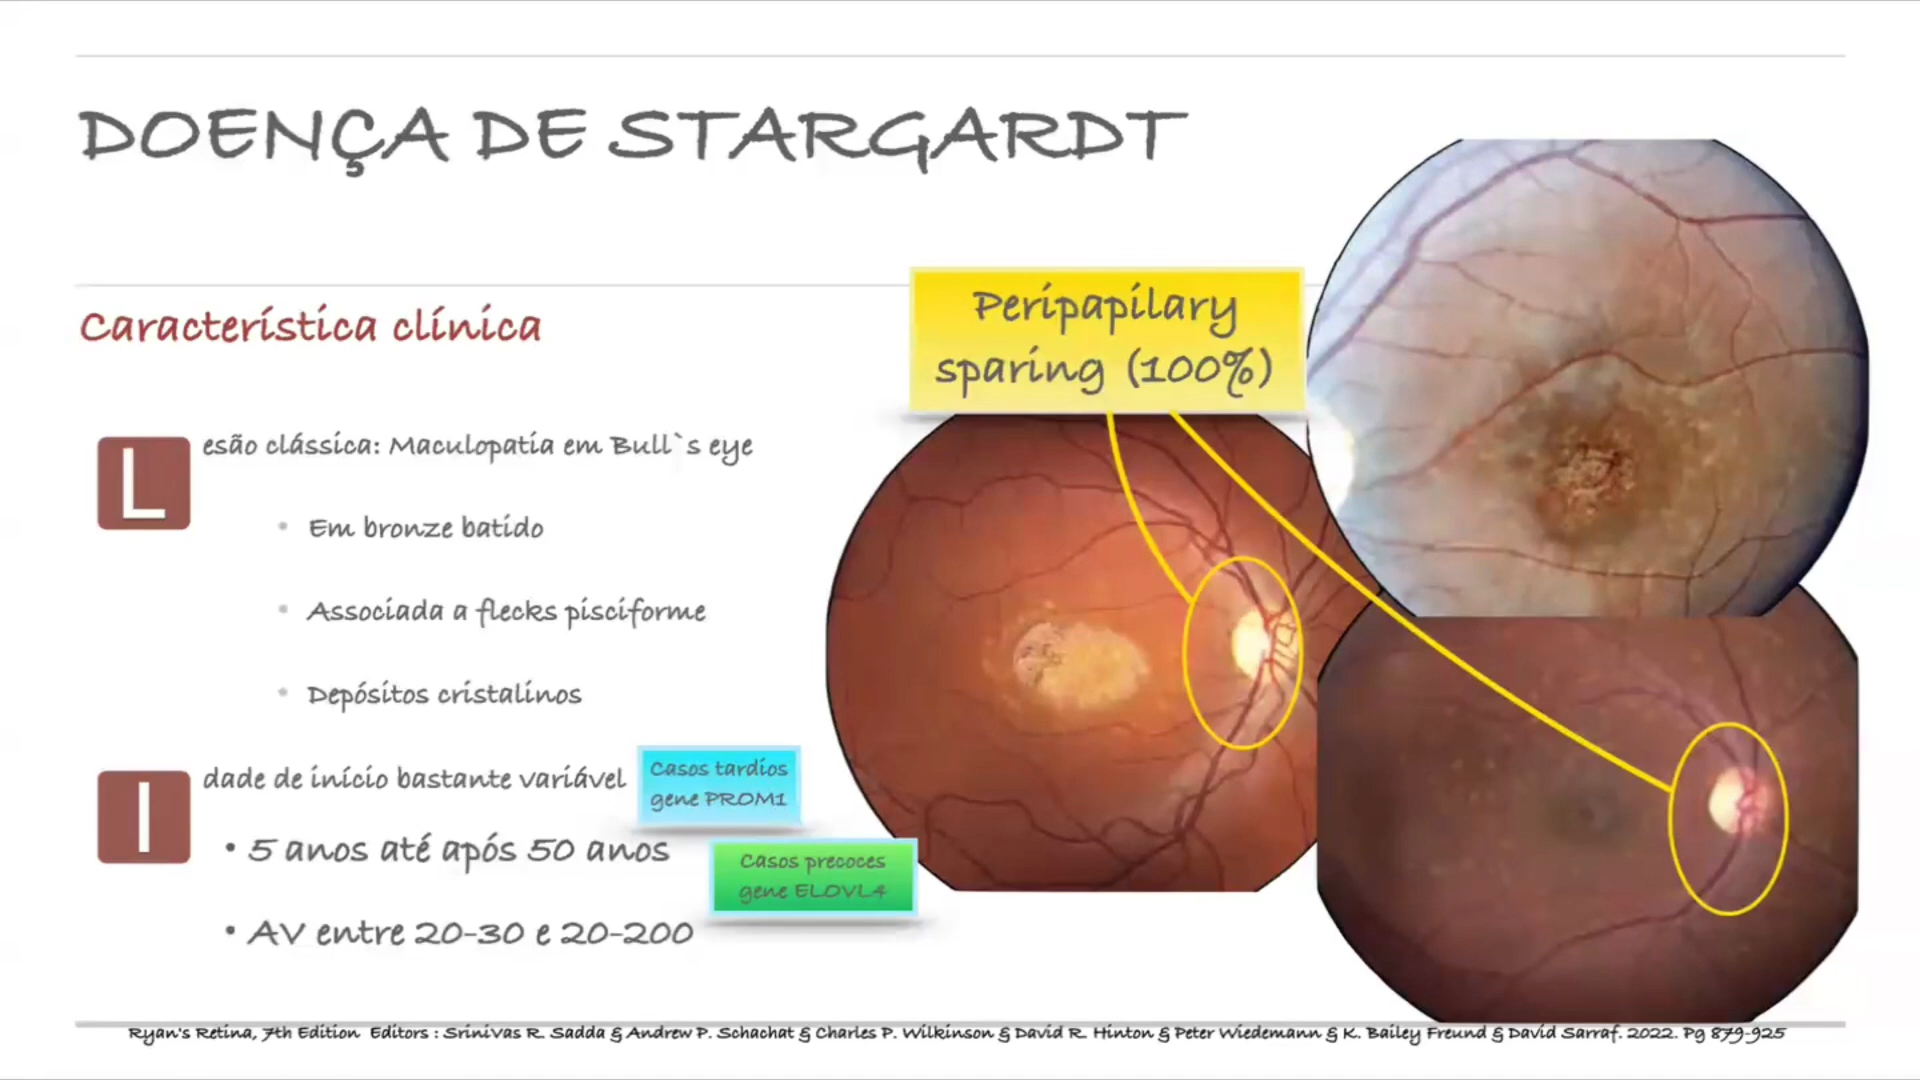 DOENÇA DE STARGARDT
Peripapilary
sparing (100%)
Característica clínica
Lesão clássica: Maculopatia em Bull`s eye
• Em bronze batido
• Associada a flecks pisciforme
• Depósitos cristalinos
Idade de início bastante variável
Casos tardios
gene PROM1
• 5 anos até após 50 anos
Casos precoces
gene ELOVL4
• AV entre 20-30 e 20-200
Ryan's Retina, 7th Edition Editors : SriniVas R. Sadda & Andrew P. Schachat & Charles P. Wilkinson & David R. Hinton & Peter Wiedemann & K. Bailey Freund & David Sarraf. 2022. Pg 879-925